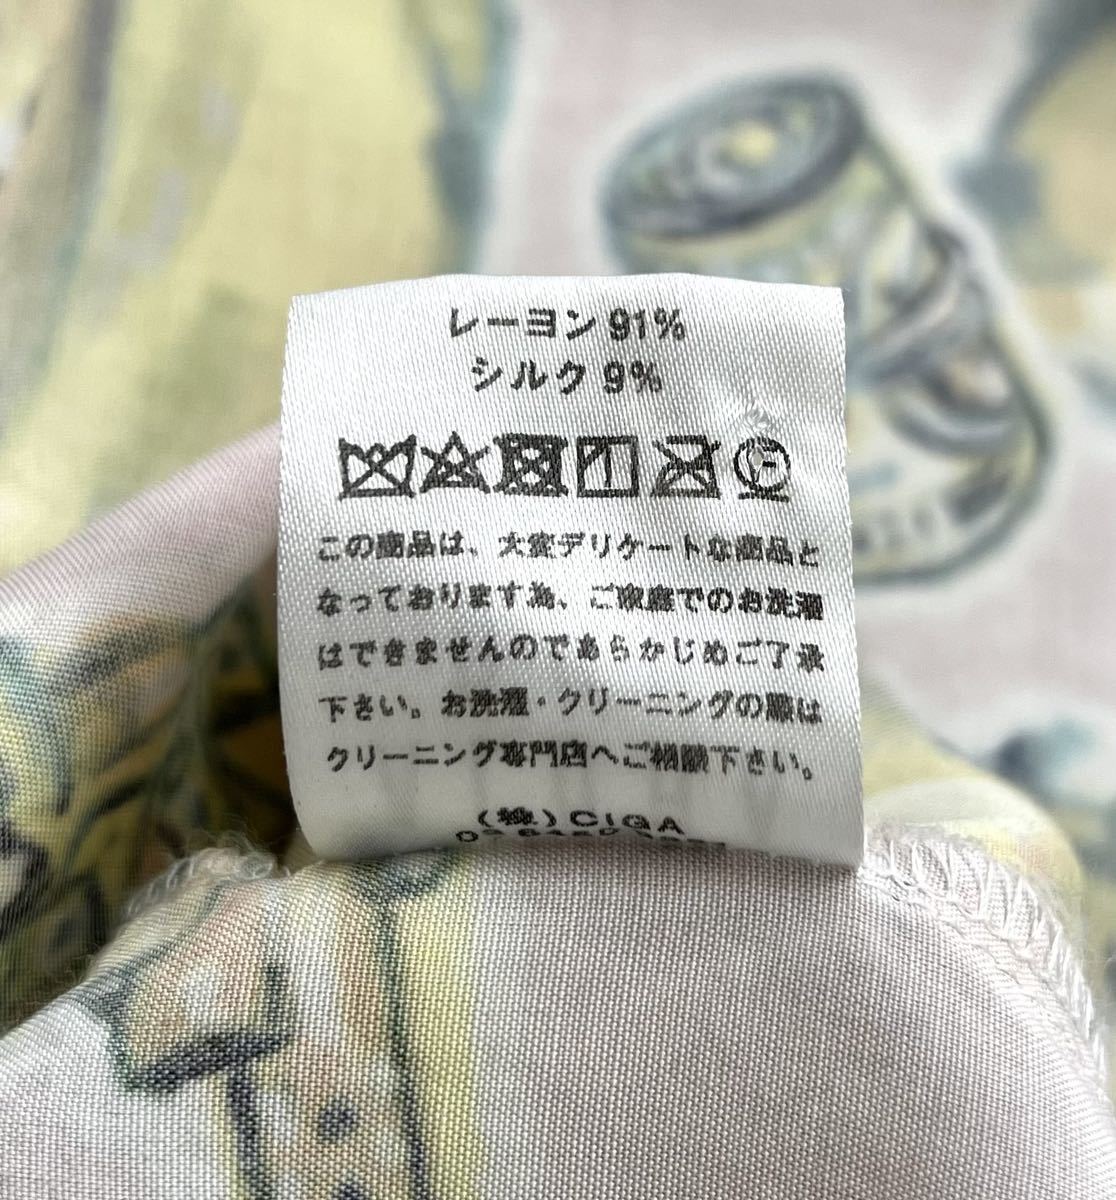 レーヨン 91%
シルク 9%
この商品は、大変デリケートな商品と
なっております為、ご家庭でのお洗濯
はできませんのであらかじめご了承
下さい。お洗濯・クリーニングの際は
クリーニング専門店へご相談下さい。
(株)CIGA